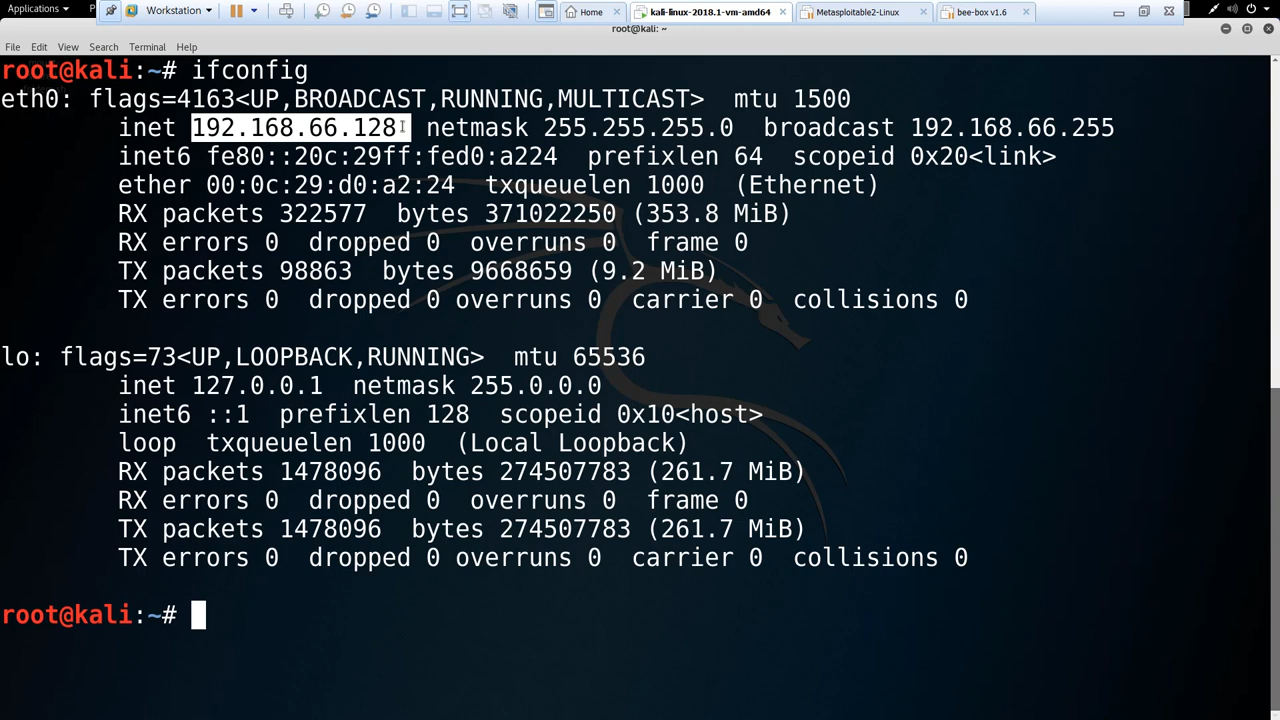 Workstation Home kali-linux-2018.1-vm-amd64 Metasploitable2-Linux bee-box v1.6
Applications
root@kali: ~
File Edit View Search Terminal Help
root@kali:~# ifconfig
eth0: flags=4163<UP,BROADCAST,RUNNING,MULTICAST>  mtu 1500
        inet 192.168.66.128  netmask 255.255.255.0  broadcast 192.168.66.255
        inet6 fe80::20c:29ff:fed0:a224  prefixlen 64  scopeid 0x20<link>
        ether 00:0c:29:d0:a2:24  txqueuelen 1000  (Ethernet)
        RX packets 322577  bytes 371022250 (353.8 MiB)
        RX errors 0  dropped 0  overruns 0  frame 0
        TX packets 98863  bytes 9668659 (9.2 MiB)
        TX errors 0  dropped 0 overruns 0  carrier 0  collisions 0
lo: flags=73<UP,LOOPBACK,RUNNING>  mtu 65536
        inet 127.0.0.1  netmask 255.0.0.0
        inet6 ::1  prefixlen 128  scopeid 0x10<host>
        loop  txqueuelen 1000  (Local Loopback)
        RX packets 1478096  bytes 274507783 (261.7 MiB)
        RX errors 0  dropped 0  overruns 0  frame 0
        TX packets 1478096  bytes 274507783 (261.7 MiB)
        TX errors 0  dropped 0 overruns 0  carrier 0  collisions 0
root@kali:~#